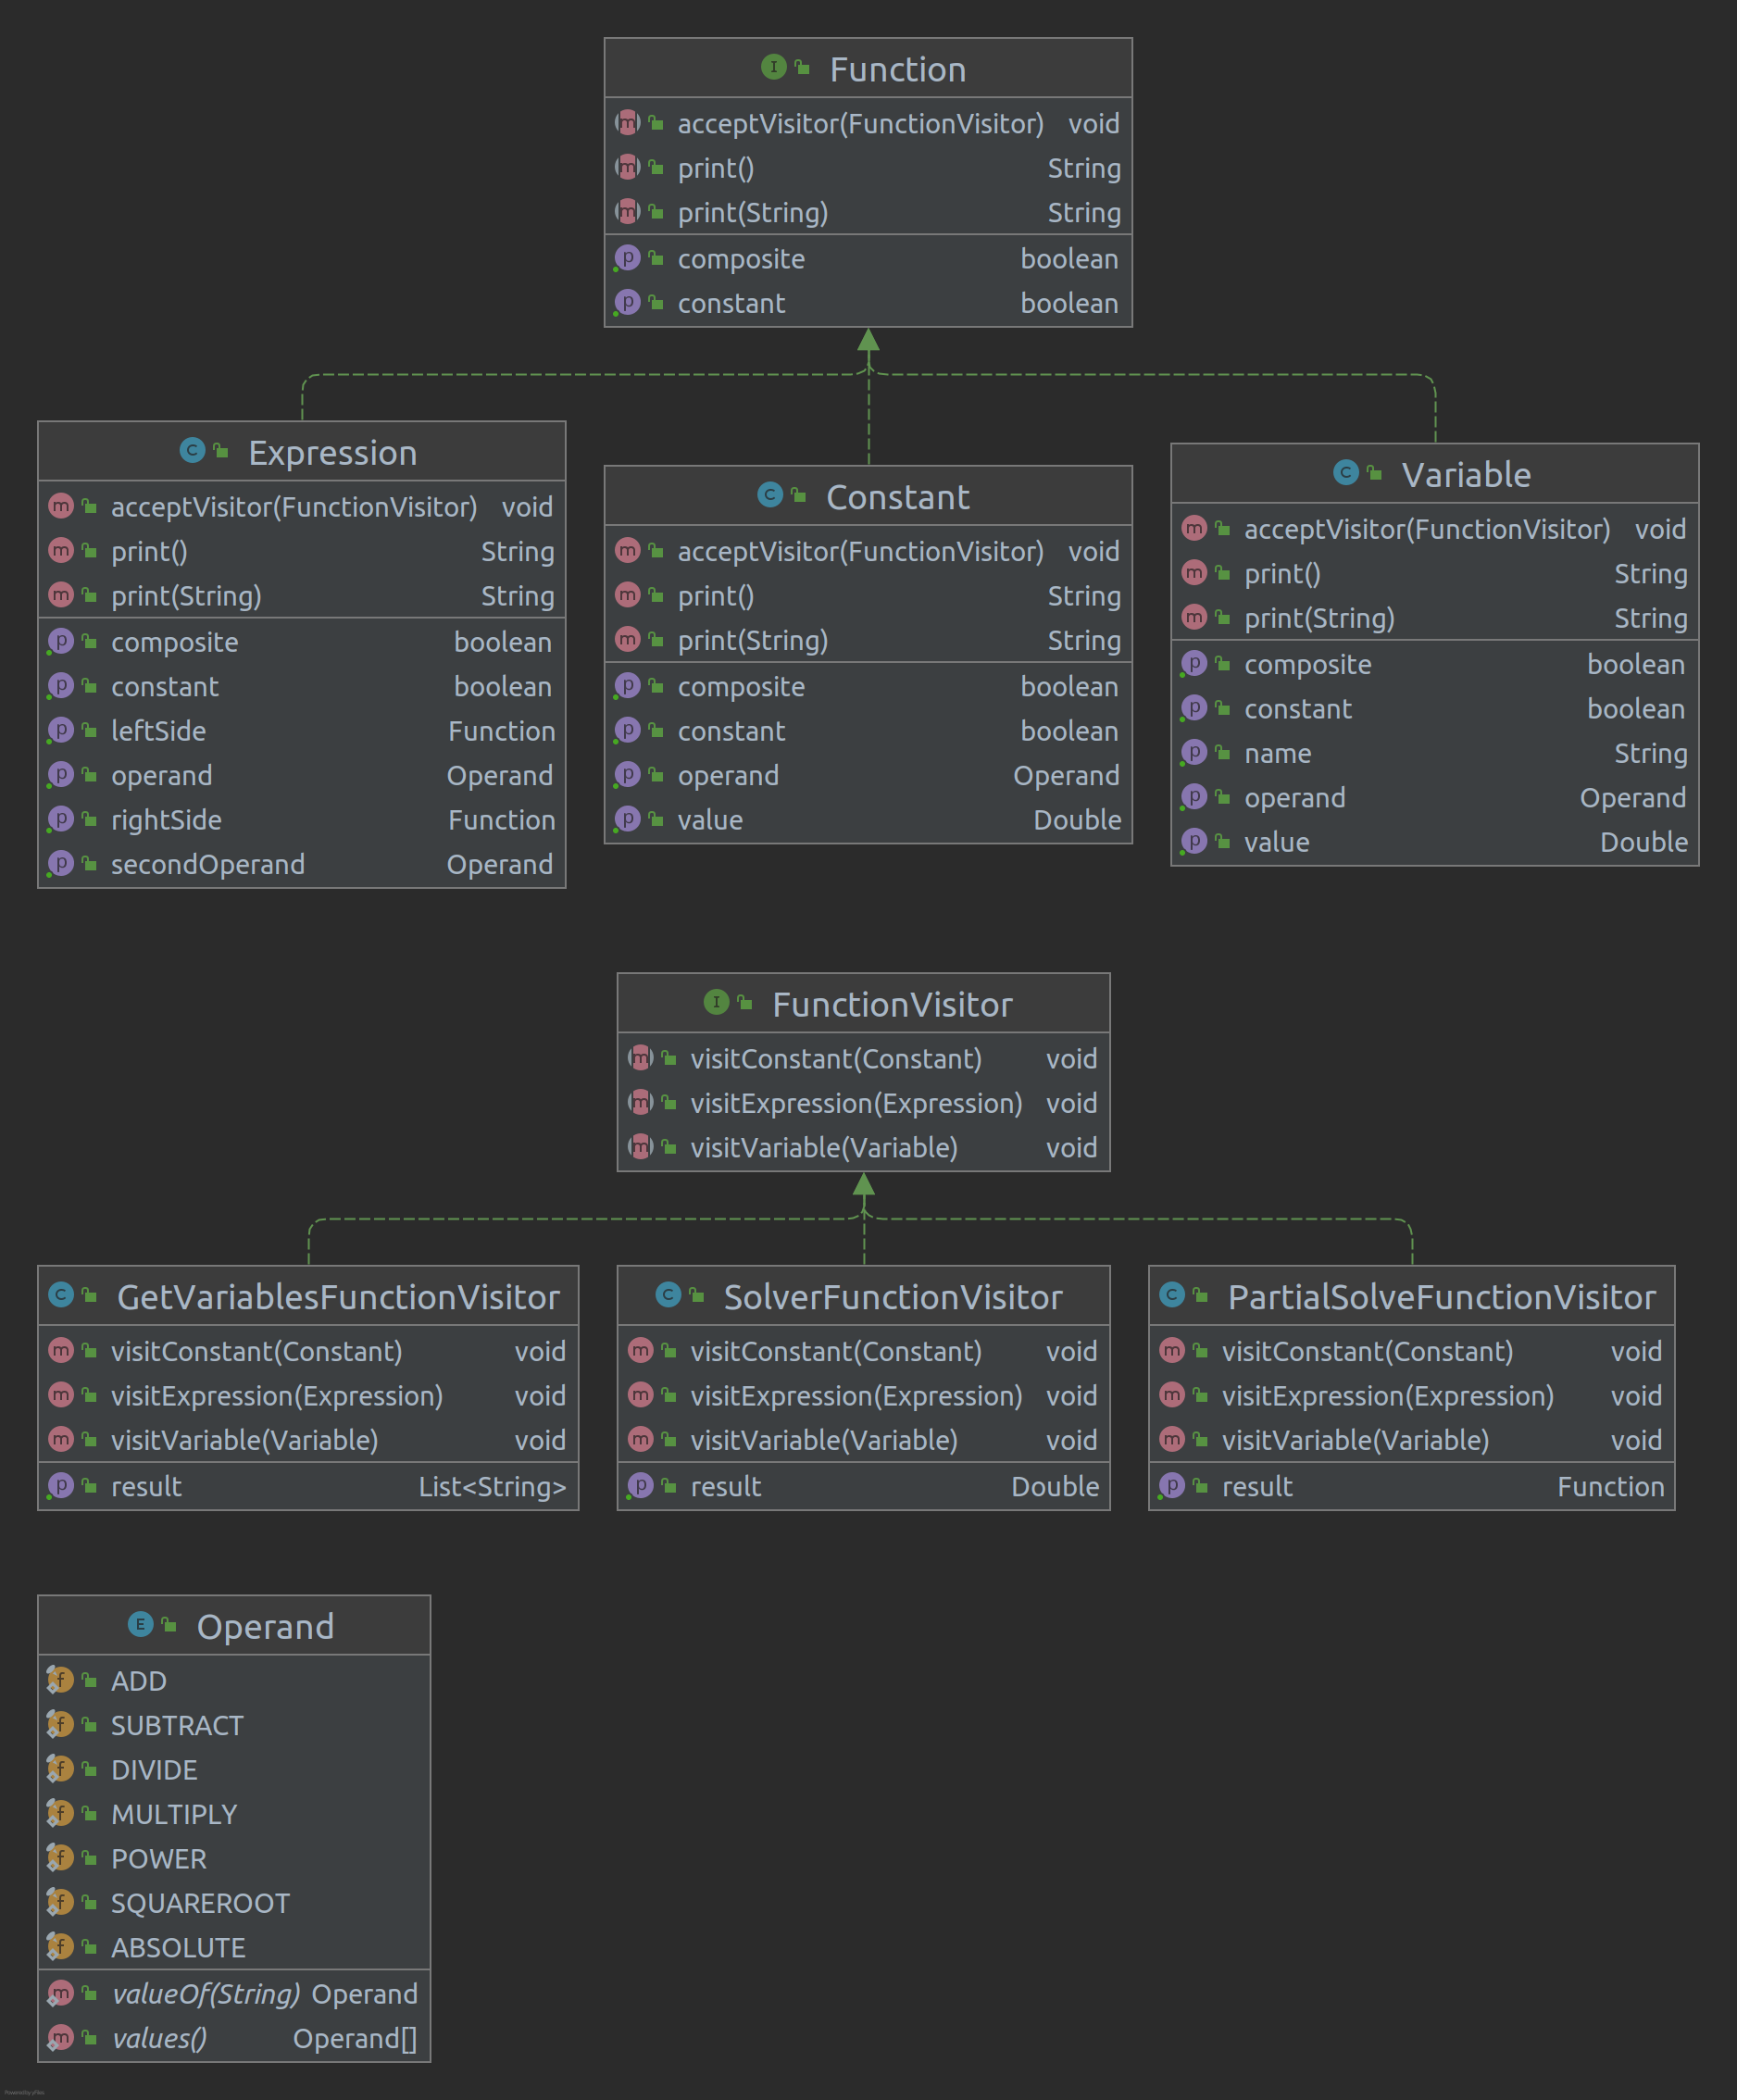 Function
acceptVisitor(FunctionVisitor) void
print() String
print(String) String
composite boolean
constant boolean
Expression
acceptVisitor(FunctionVisitor) void
print() String
print(String) String
composite boolean
constant boolean
leftSide Function
operand Operand
rightSide Function
secondOperand Operand
Constant
acceptVisitor(FunctionVisitor) void
print() String
print(String) String
composite boolean
constant boolean
operand Operand
value Double
Variable
acceptVisitor(FunctionVisitor) void
print() String
print(String) String
composite boolean
constant boolean
name String
operand Operand
value Double
FunctionVisitor
visitConstant(Constant) void
visitExpression(Expression) void
visitVariable(Variable) void
GetVariablesFunctionVisitor
visitConstant(Constant) void
visitExpression(Expression) void
visitVariable(Variable) void
result List<String>
SolverFunctionVisitor
visitConstant(Constant) void
visitExpression(Expression) void
visitVariable(Variable) void
result Double
PartialSolveFunctionVisitor
visitConstant(Constant) void
visitExpression(Expression) void
visitVariable(Variable) void
result Function
Operand
ADD
SUBTRACT
DIVIDE
MULTIPLY
POWER
SQUAREROOT
ABSOLUTE
valueOf(String) Operand
values() Operand[]
Powered by yFiles